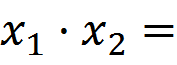 x₁ · x₂ =